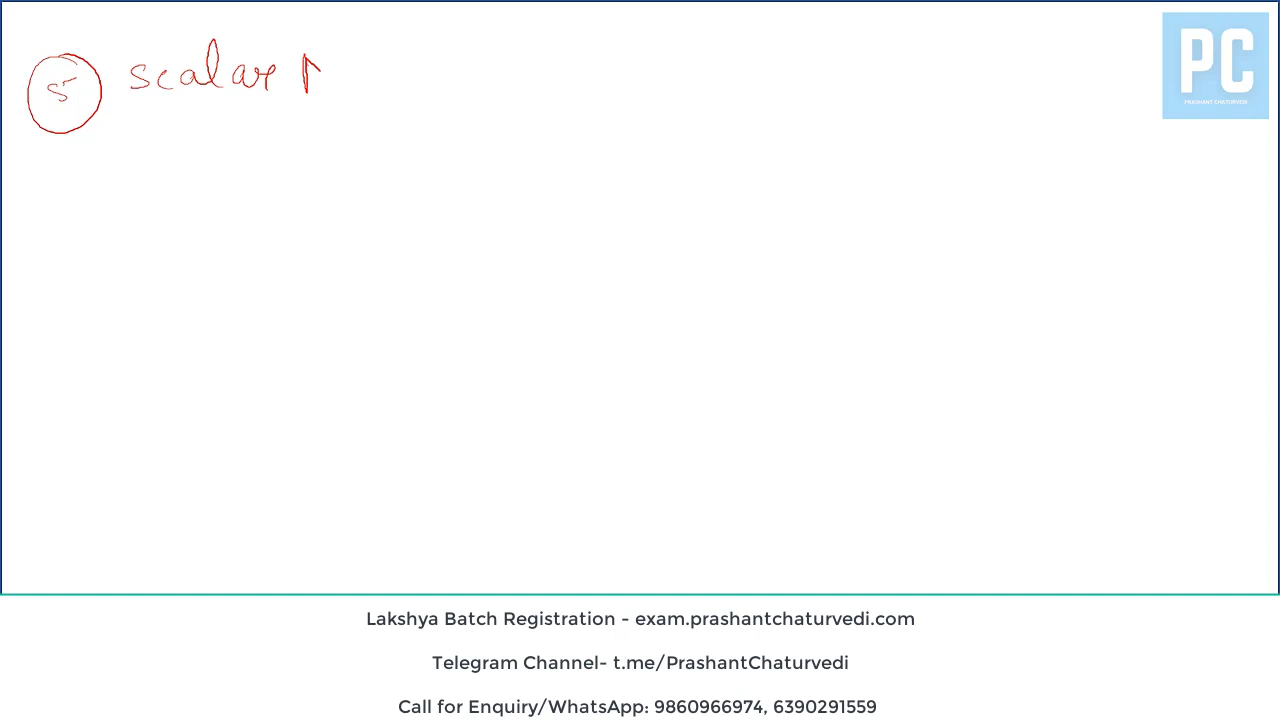 5 scalar
PC
PRASHANT CHATURVEDI
Lakshya Batch Registration - exam.prashantchaturvedi.com
Telegram Channel- t.me/PrashantChaturvedi
Call for Enquiry/WhatsApp: 9860966974, 6390291559